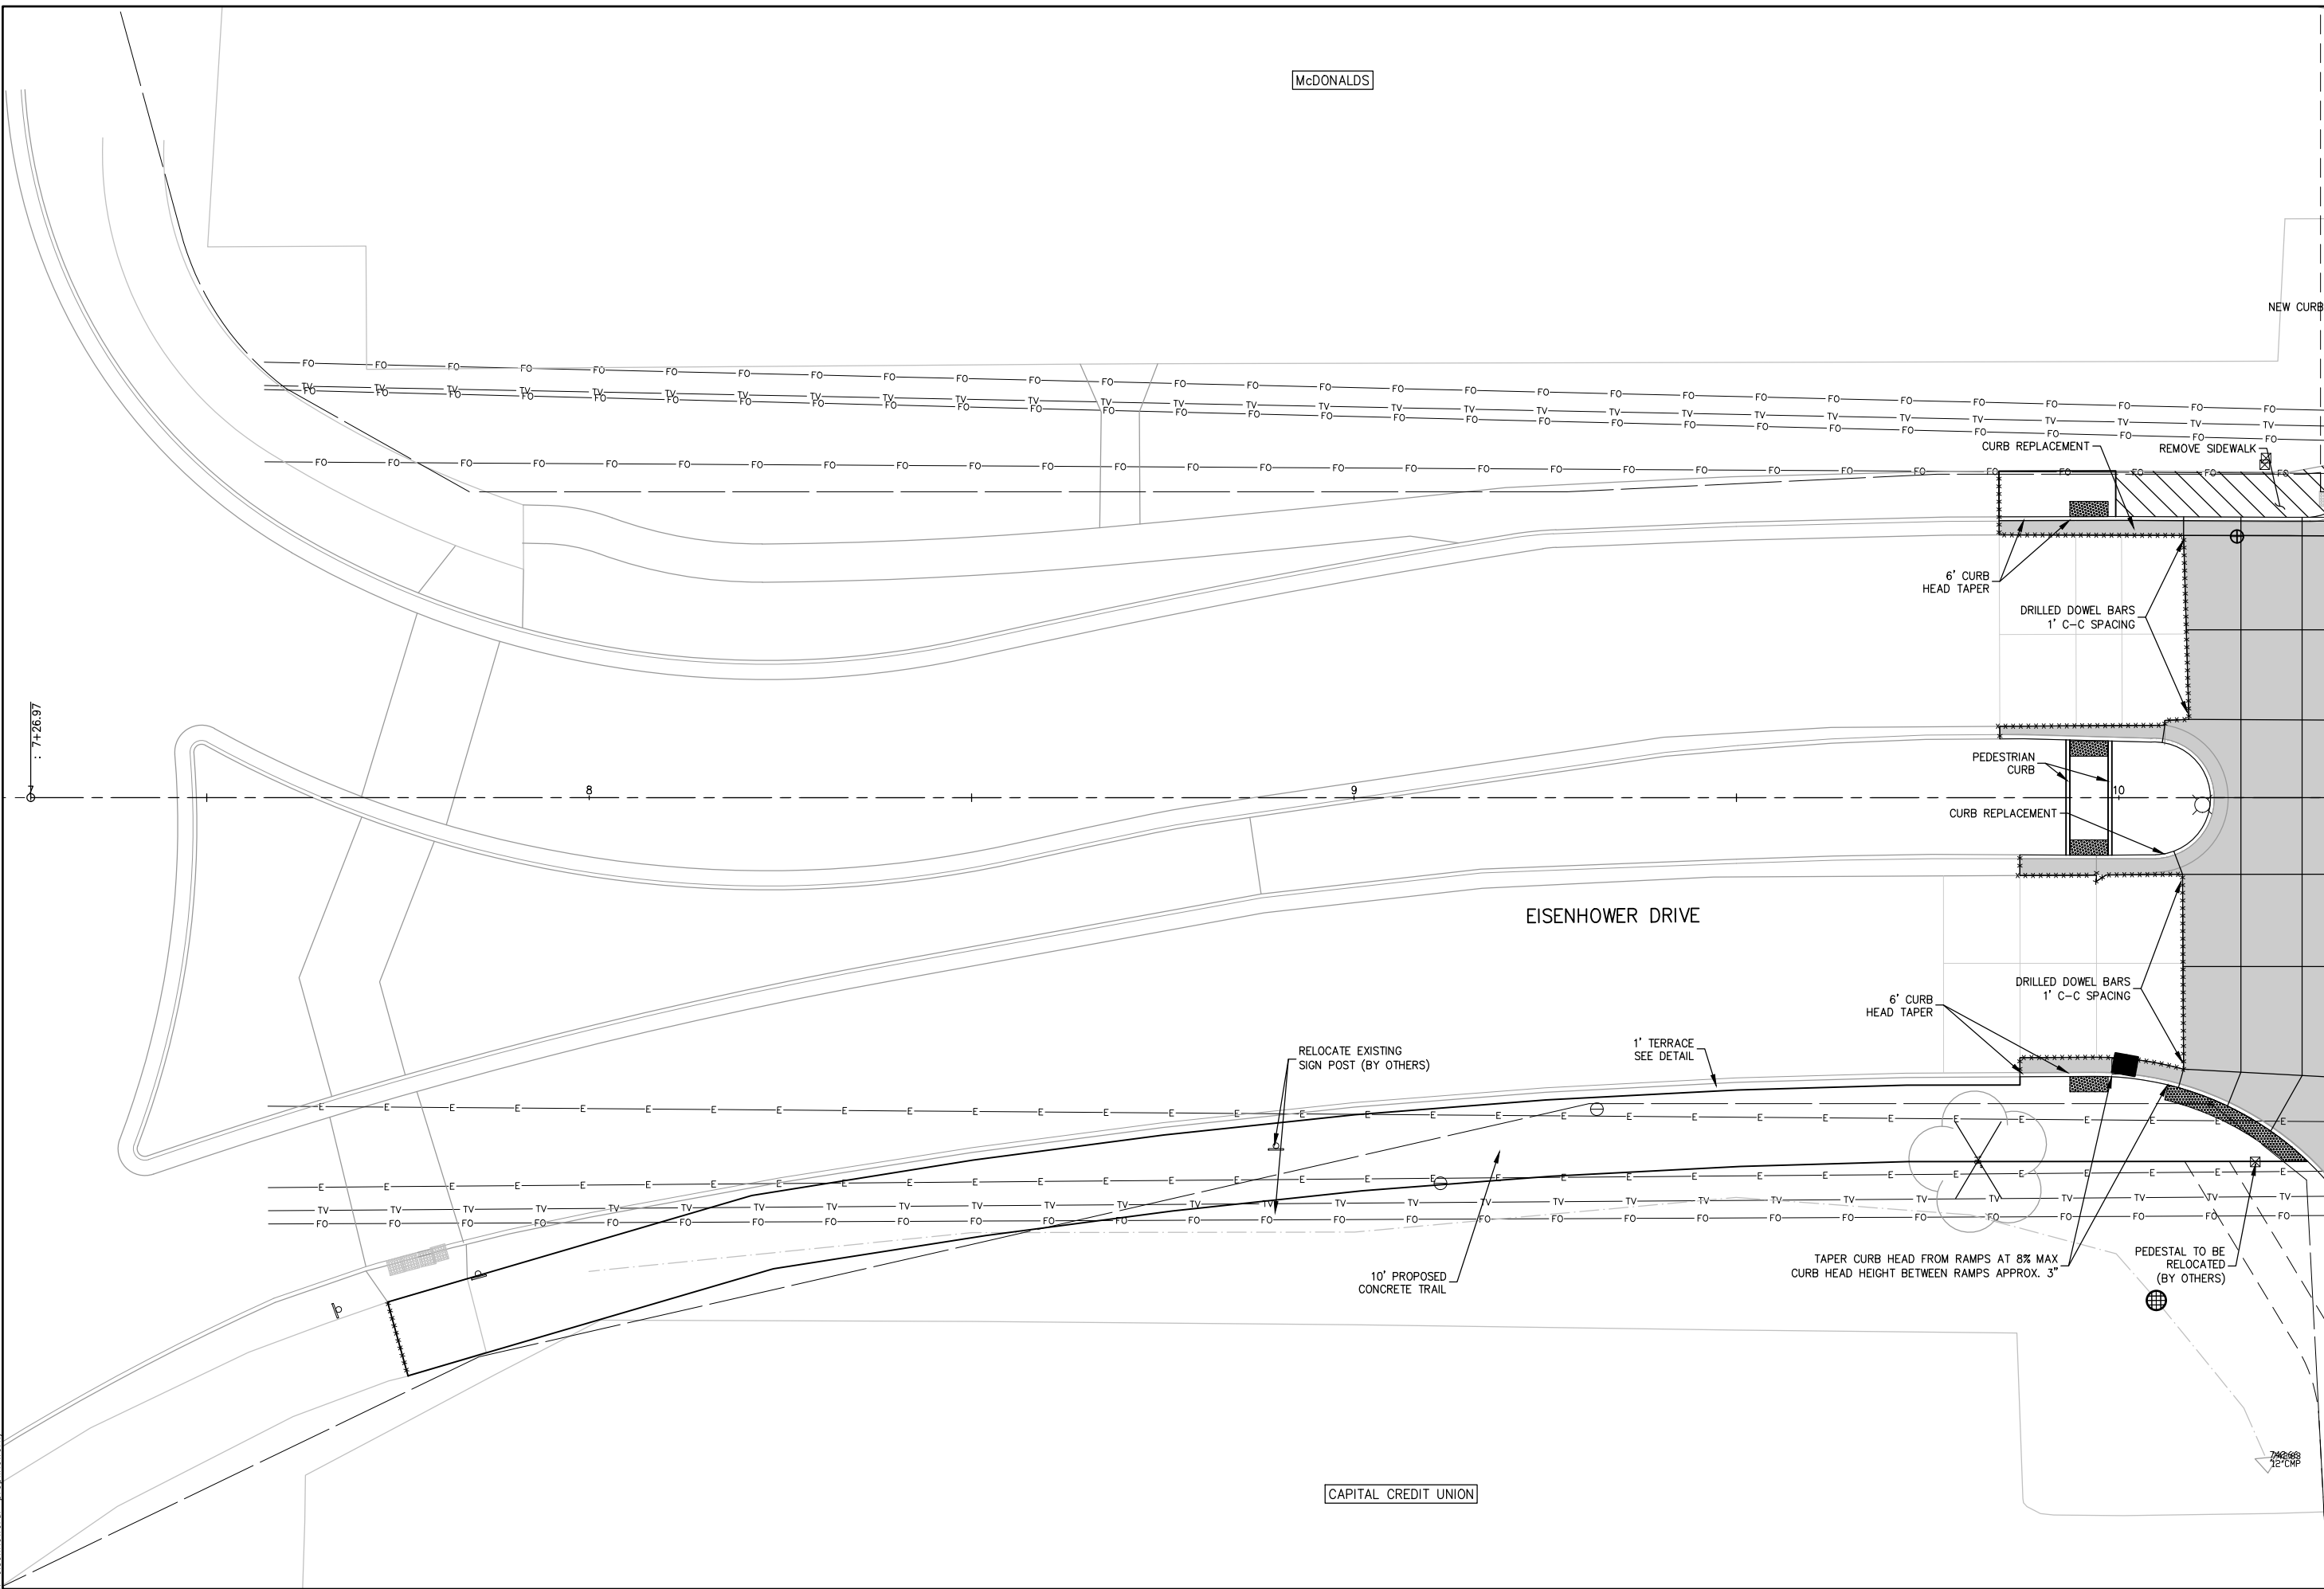 McDONALDS
NEW CURB
CURB REPLACEMENT
REMOVE SIDEWALK
6' CURB
HEAD TAPER
DRILLED DOWEL BARS
1' C-C SPACING
: 7+26.97
PEDESTRIAN
CURB
7
8
9
10
CURB REPLACEMENT
EISENHOWER DRIVE
DRILLED DOWEL BARS
1' C-C SPACING
6' CURB
HEAD TAPER
1' TERRACE
SEE DETAIL
RELOCATE EXISTING
SIGN POST (BY OTHERS)
TAPER CURB HEAD FROM RAMPS AT 8% MAX
CURB HEAD HEIGHT BETWEEN RAMPS APPROX. 3"
PEDESTAL TO BE
RELOCATED
(BY OTHERS)
10' PROPOSED
CONCRETE TRAIL
12"CMP
CAPITAL CREDIT UNION